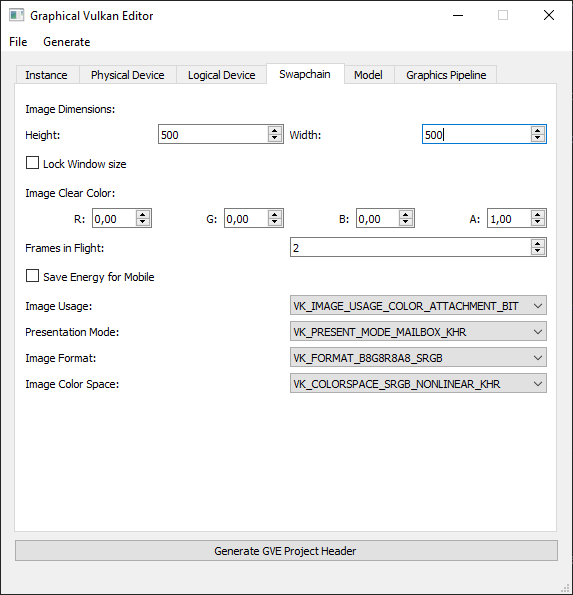 Graphical Vulkan Editor
File Generate
Instance Physical Device Logical Device Swapchain Model Graphics Pipeline
Image Dimensions:
Height: 500 Width: 500
Lock Window size
Image Clear Color:
R: 0,00 G: 0,00 B: 0,00 A: 1,00
Frames in Flight: 2
Save Energy for Mobile
Image Usage: VK_IMAGE_USAGE_COLOR_ATTACHMENT_BIT
Presentation Mode: VK_PRESENT_MODE_MAILBOX_KHR
Image Format: VK_FORMAT_B8G8R8A8_SRGB
Image Color Space: VK_COLORSPACE_SRGB_NONLINEAR_KHR
Generate GVE Project Header